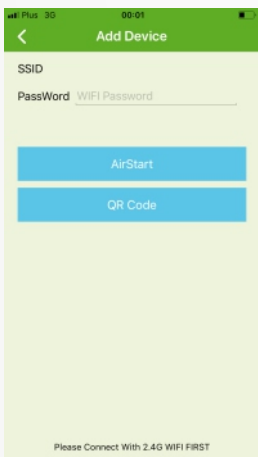 Plus 3G 00:01
Add Device
SSID
PassWord WIFI Password
AirStart
QR Code
Please Connect With 2.4G WIFI FIRST